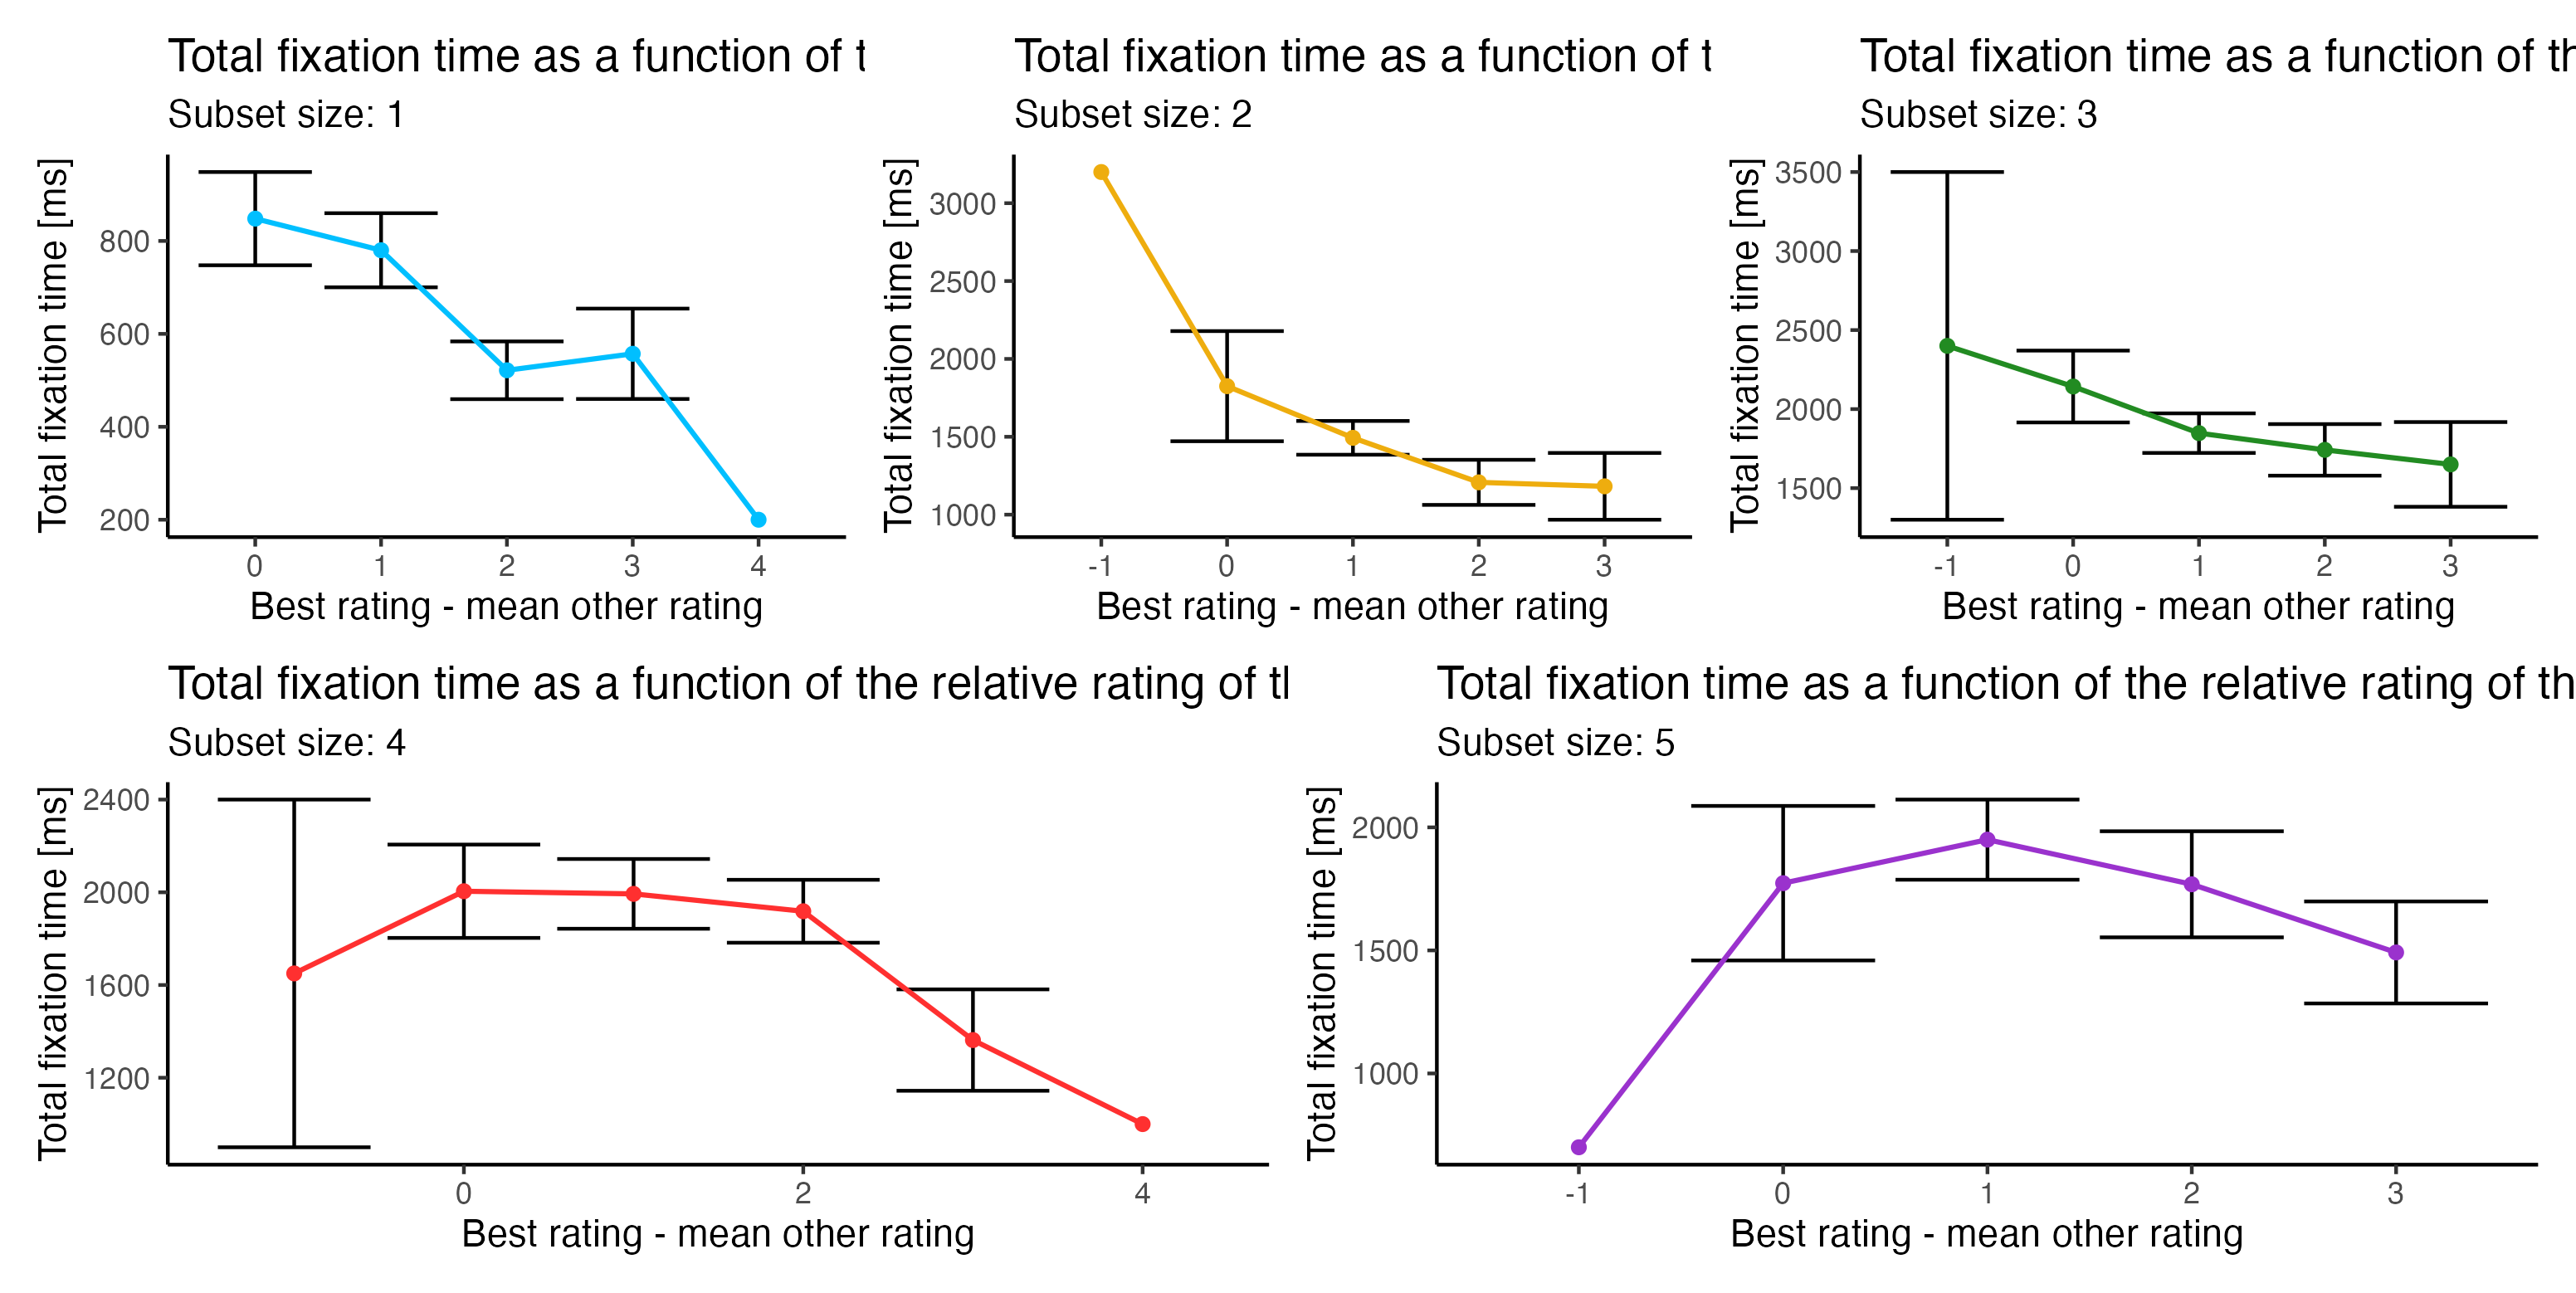 Total fixation time as a function of t
Subset size: 1
Total fixation time [ms]
800
600
400
200
0 1 2 3 4
Best rating - mean other rating
Total fixation time as a function of t
Subset size: 2
Total fixation time [ms]
3000
2500
2000
1500
1000
-1 0 1 2 3
Best rating - mean other rating
Total fixation time as a function of th
Subset size: 3
Total fixation time [ms]
3500
3000
2500
2000
1500
-1 0 1 2 3
Best rating - mean other rating
Total fixation time as a function of the relative rating of tl
Subset size: 4
Total fixation time [ms]
2400
2000
1600
1200
0 2 4
Best rating - mean other rating
Total fixation time as a function of the relative rating of th
Subset size: 5
Total fixation time [ms]
2000
1500
1000
-1 0 1 2 3
Best rating - mean other rating